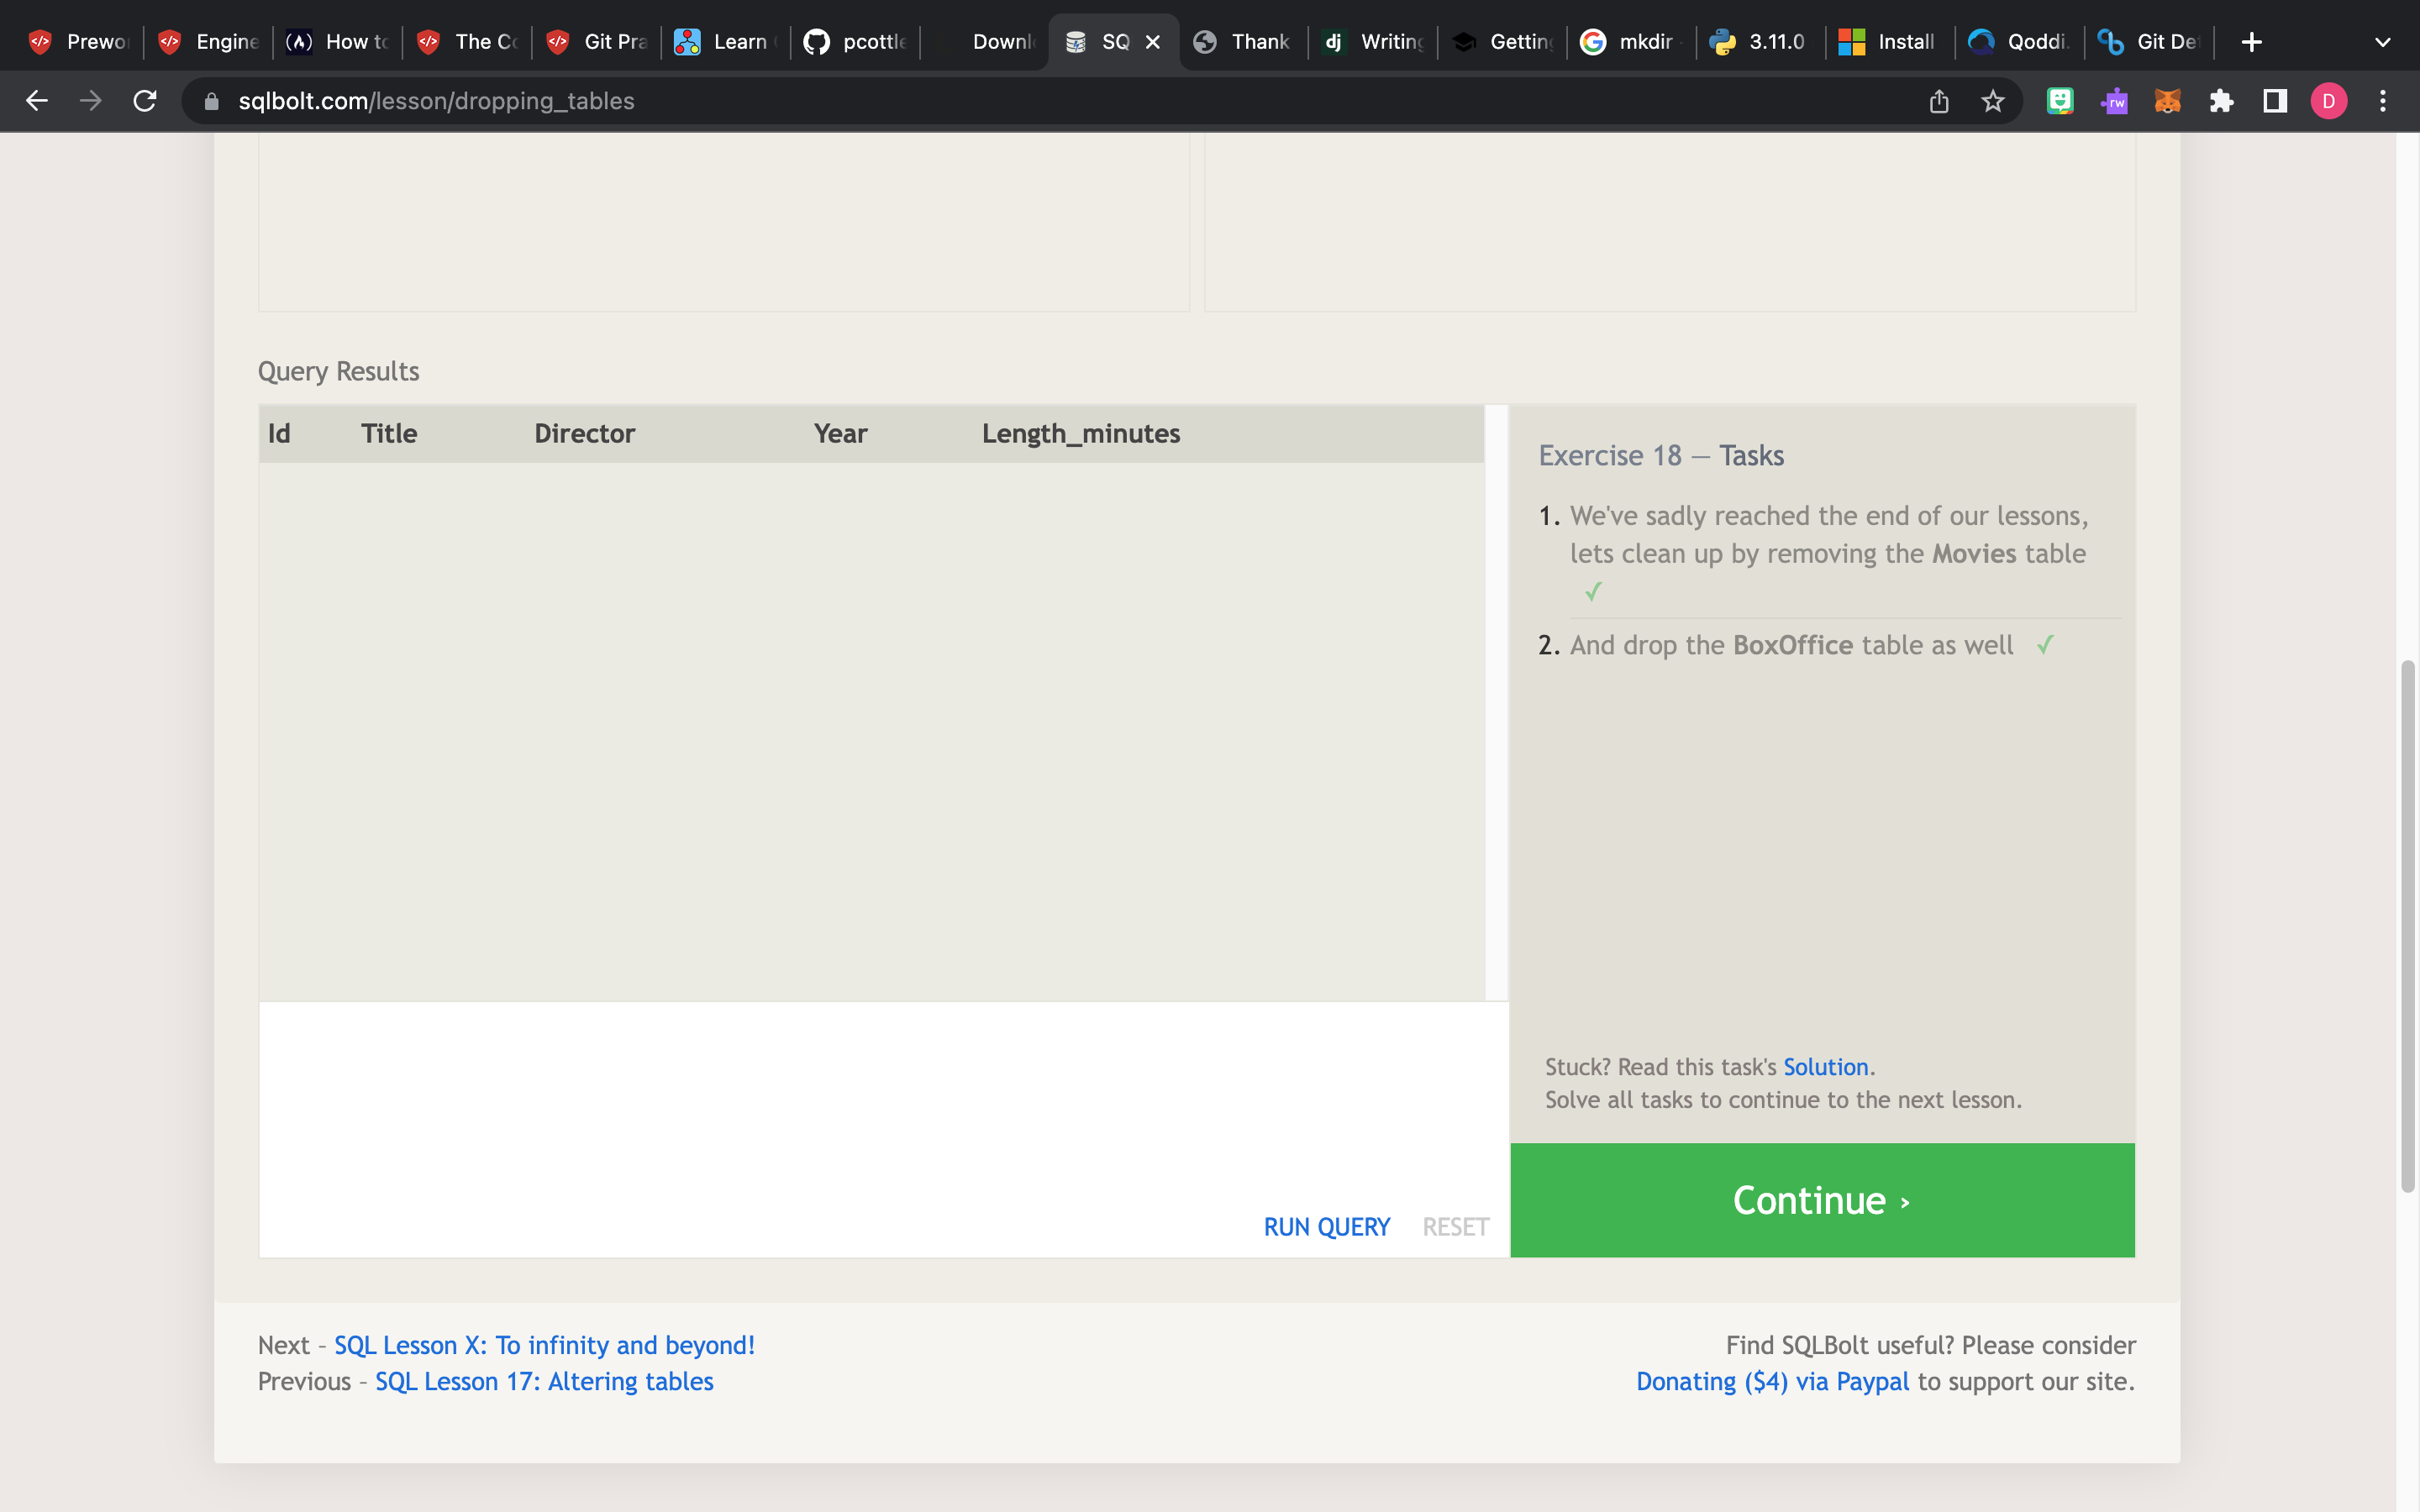 Prewo
Engine
How to
The Co
Git Pra
Learn
pcottle
Downl
SQ
Thank
dj
Writing
Getting
mkdir
3.11.0
Install
Qoddi.
Git De
sqlbolt.com/lesson/dropping_tables
rw
D
Query Results
Id Title Director Year Length_minutes
Exercise 18 — Tasks
1. We've sadly reached the end of our lessons,
lets clean up by removing the Movies table
✓
2. And drop the BoxOffice table as well ✓
Stuck? Read this task's Solution.
Solve all tasks to continue to the next lesson.
RUN QUERY RESET
Continue ›
Next – SQL Lesson X: To infinity and beyond!
Previous – SQL Lesson 17: Altering tables
Find SQLBolt useful? Please consider
Donating ($4) via Paypal to support our site.